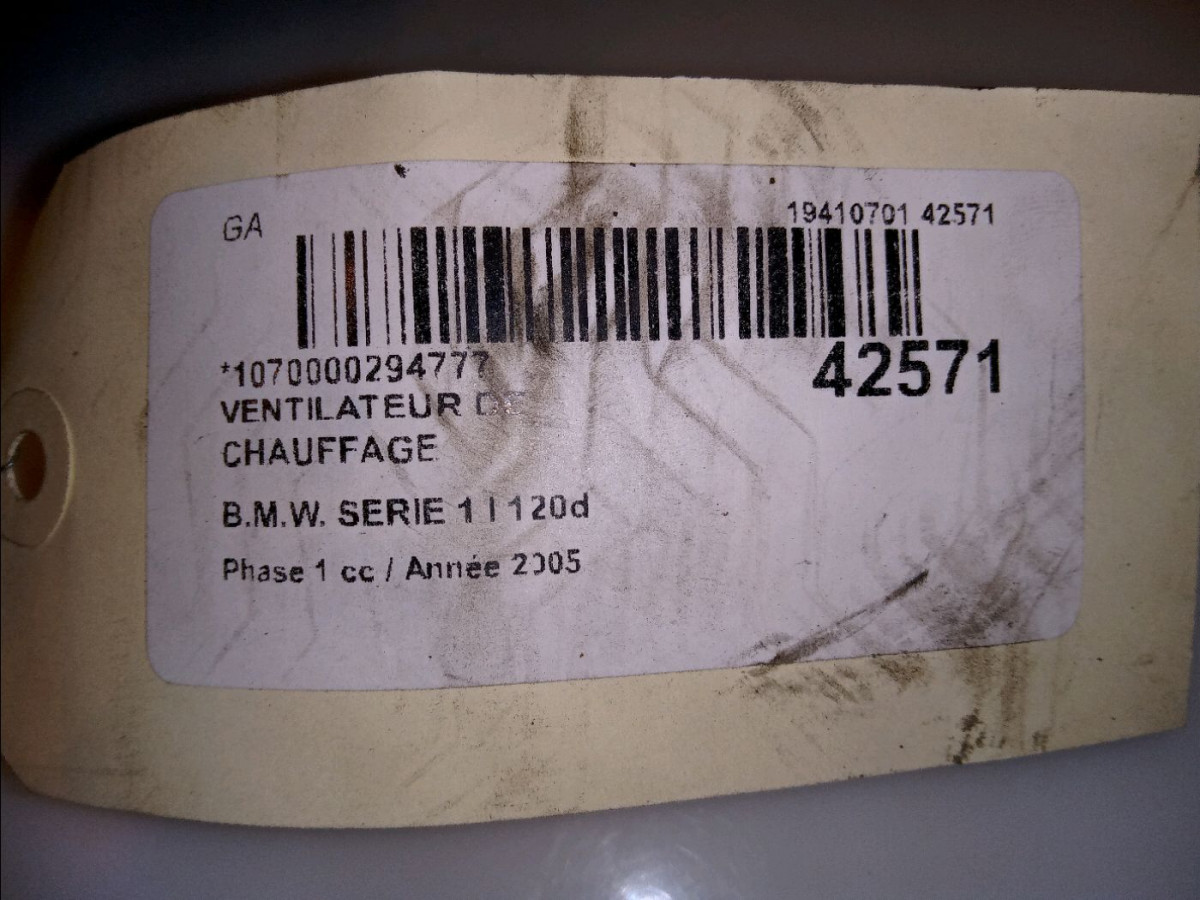 GA
19410701 42571
*1070000294777
42571
VENTILATEUR DE
CHAUFFAGE
B.M.W. SERIE 1 I 120d
Phase 1 cc / Année 2005